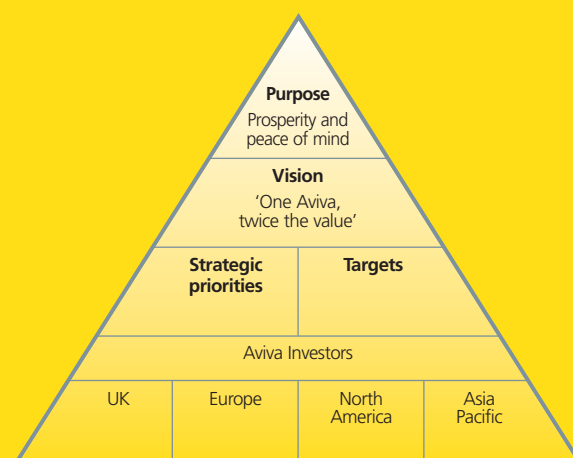 Purpose
Prosperity and
peace of mind
Vision
‘One Aviva,
twice the value’
Strategic
priorities
Targets
Aviva Investors
UK
Europe
North
America
Asia
Pacific